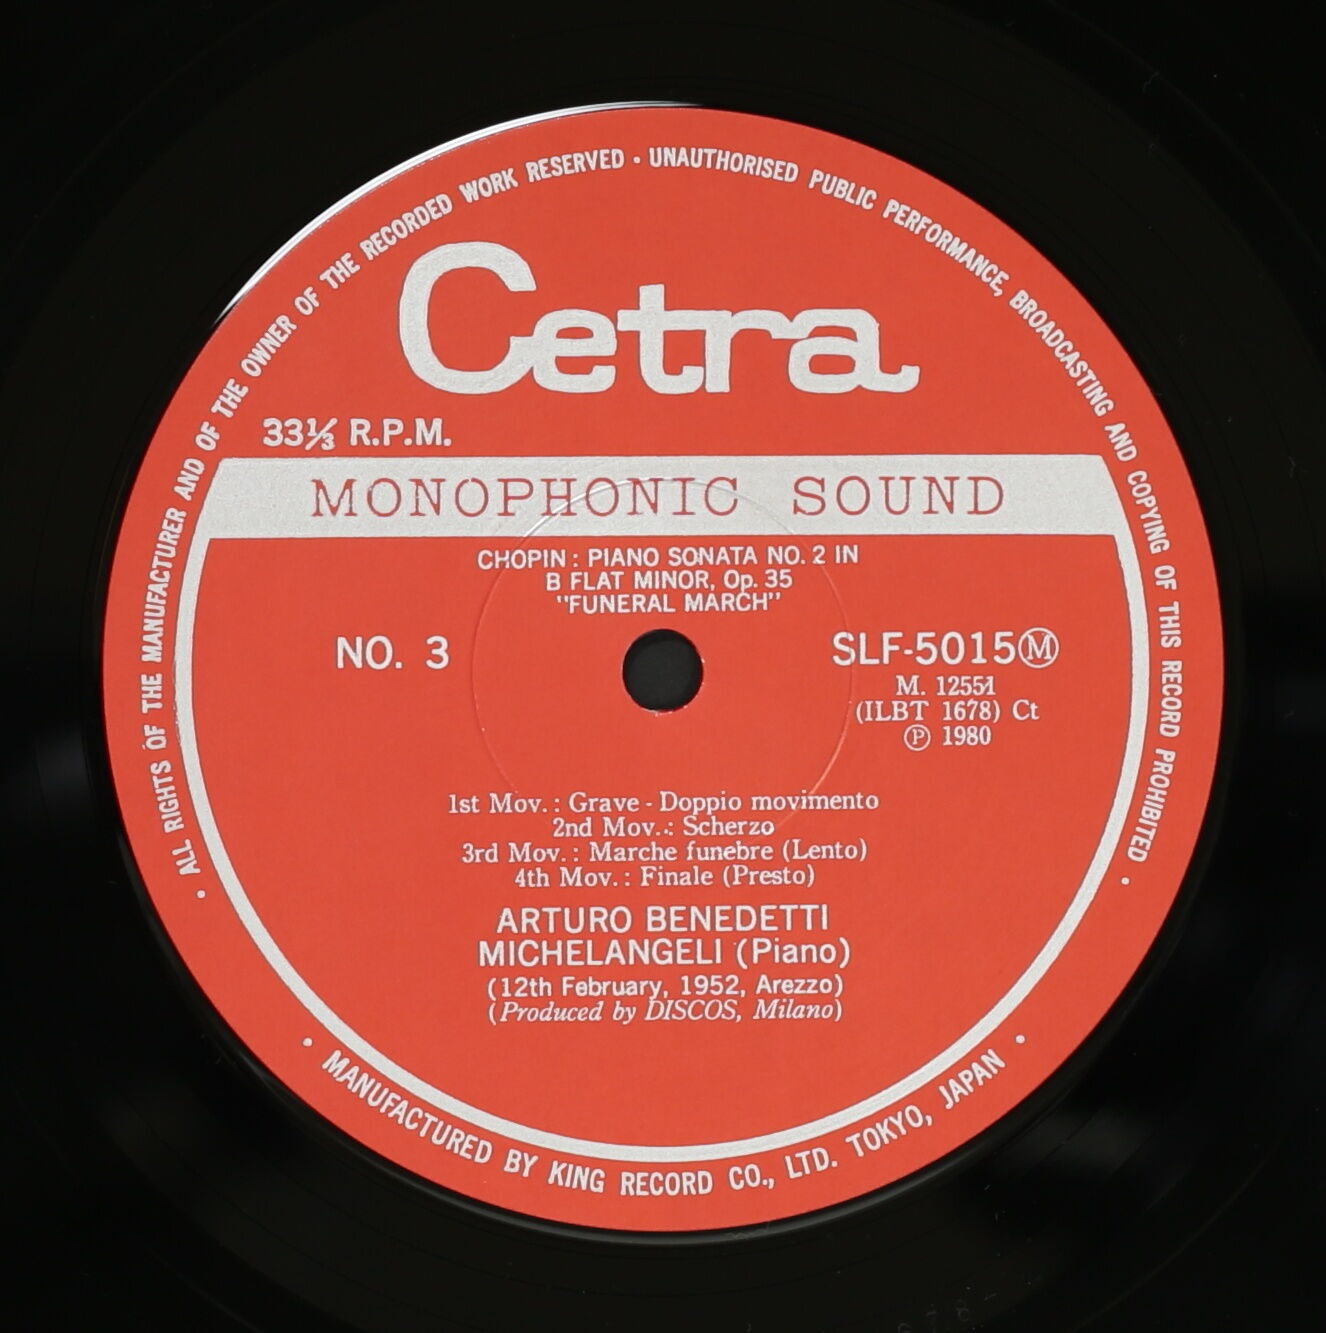 • ALL RIGHTS OF THE MANUFACTURER AND OF THE OWNER OF THE RECORDED WORK RESERVED • UNAUTHORISED PUBLIC PERFORMANCE, BROADCASTING AND COPYING OF THIS RECORD PROHIBITED •
Cetra
33⅓ R.P.M.
MONOPHONIC SOUND
CHOPIN : PIANO SONATA NO. 2 IN
B FLAT MINOR, Op. 35
"FUNERAL MARCH"
NO. 3
SLF-5015Ⓜ
M. 12551
(ILBT 1678) Ct
Ⓟ 1980
1st Mov. : Grave - Doppio movimento
2nd Mov. : Scherzo
3rd Mov. : Marche funebre (Lento)
4th Mov. : Finale (Presto)
ARTURO BENEDETTI
MICHELANGELI (Piano)
(12th February, 1952, Arezzo)
(Produced by DISCOS, Milano)
• MANUFACTURED BY KING RECORD CO., LTD. TOKYO, JAPAN •